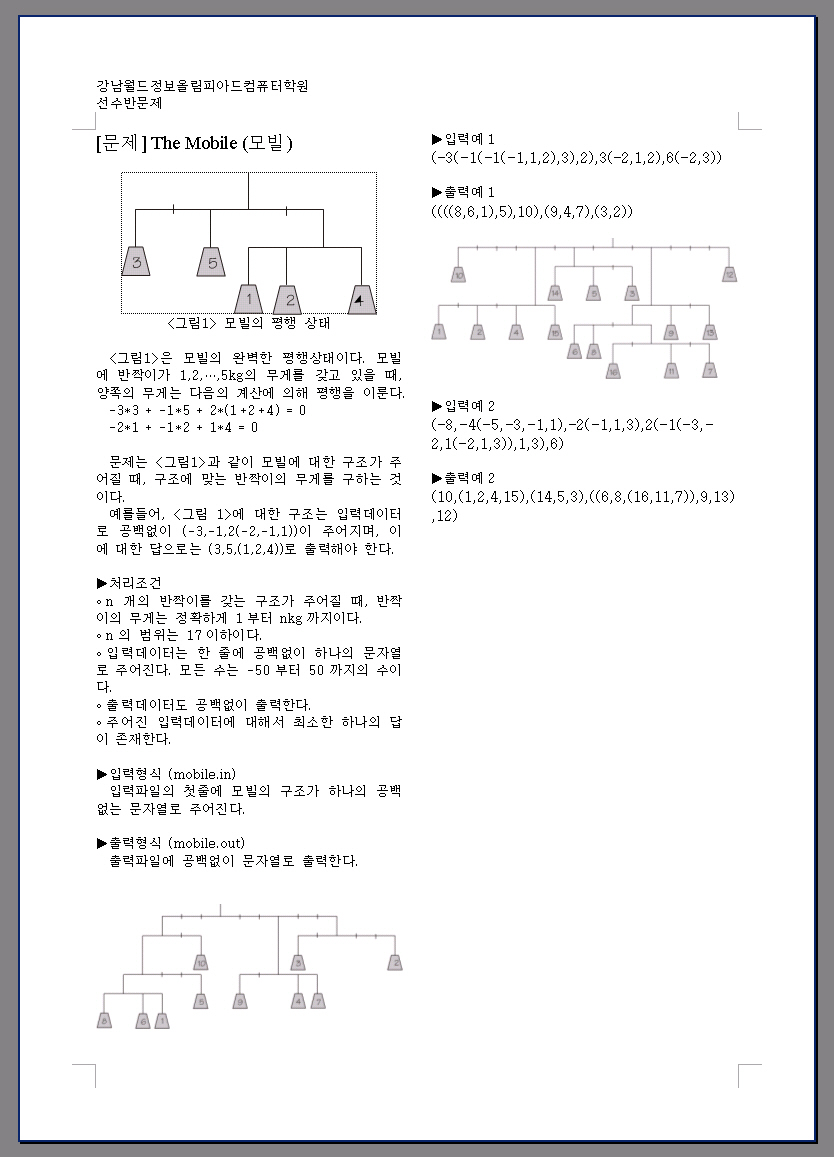 강남월드정보올림피아드컴퓨터학원
선수반문제
[문제] The Mobile (모빌)
3
5
1
2
4
<그림1> 모빌의 평행 상태
<그림1>은 모빌의 완벽한 평행상태이다. 모빌
에 반짝이가 1,2,…,5kg의 무게를 갖고 있을 때,
양쪽의 무게는 다음의 계산에 의해 평행을 이룬다.
-3*3 + -1*5 + 2*(1+2+4) = 0
-2*1 + -1*2 + 1*4 = 0
문제는 <그림1>과 같이 모빌에 대한 구조가 주
어질 때, 구조에 맞는 반짝이의 무게를 구하는 것
이다.
예를들어, <그림 1>에 대한 구조는 입력데이터
로 공백없이 (-3,-1,2(-2,-1,1))이 주어지며, 이
에 대한 답으로는 (3,5,(1,2,4))로 출력해야 한다.
▶처리조건
∘n 개의 반짝이를 갖는 구조가 주어질 때, 반짝
이의 무게는 정확하게 1부터 nkg까지이다.
∘n의 범위는 17이하이다.
∘입력데이터는 한 줄에 공백없이 하나의 문자열
로 주어진다. 모든 수는 -50부터 50까지의 수이
다.
∘출력데이터도 공백없이 출력한다.
∘주어진 입력데이터에 대해서 최소한 하나의 답
이 존재한다.
▶입력형식 (mobile.in)
입력파일의 첫줄에 모빌의 구조가 하나의 공백
없는 문자열로 주어진다.
▶출력형식 (mobile.out)
출력파일에 공백없이 문자열로 출력한다.
10
3
2
5
9
4
7
8
6
1
▶입력예 1
(-3(-1(-1(-1,1,2),3),2),3(-2,1,2),6(-2,3))
▶출력예 1
((((8,6,1),5),10),(9,4,7),(3,2))
10
12
14
5
3
1
2
4
15
6
8
9
13
16
11
7
▶입력예 2
(-8,-4(-5,-3,-1,1),-2(-1,1,3),2(-1(-3,-
2,1(-2,1,3)),1,3),6)
▶출력예 2
(10,(1,2,4,15),(14,5,3),((6,8,(16,11,7)),9,13)
,12)